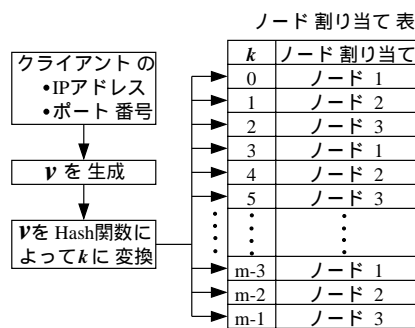 ノード 割り当て 表
クライアント の
•IPアドレス
•ポート 番号
vを 生成
vを Hash関数に
よってkに 変換
k ノード 割り当て
0 ノード 1
1 ノード 2
2 ノード 3
3 ノード 1
4 ノード 2
5 ノード 3
m-3 ノード 1
m-2 ノード 2
m-1 ノード 3